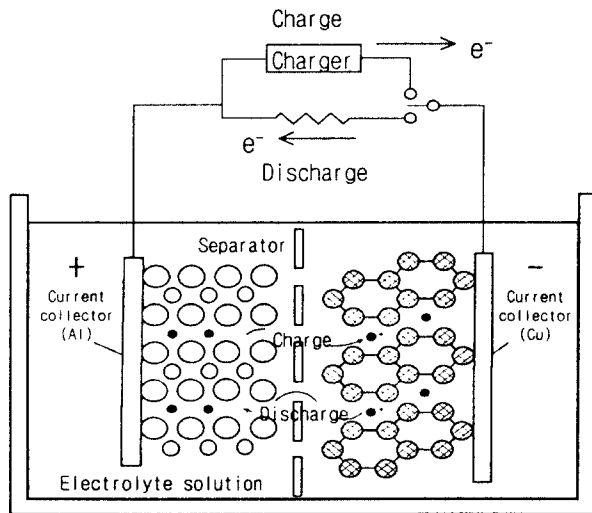 Charge
e⁻
Charger
e⁻
Discharge
Separator
+
Current
collector
(Al)
−
Current
collector
(Cu)
Charge
Discharge
Electrolyte solution